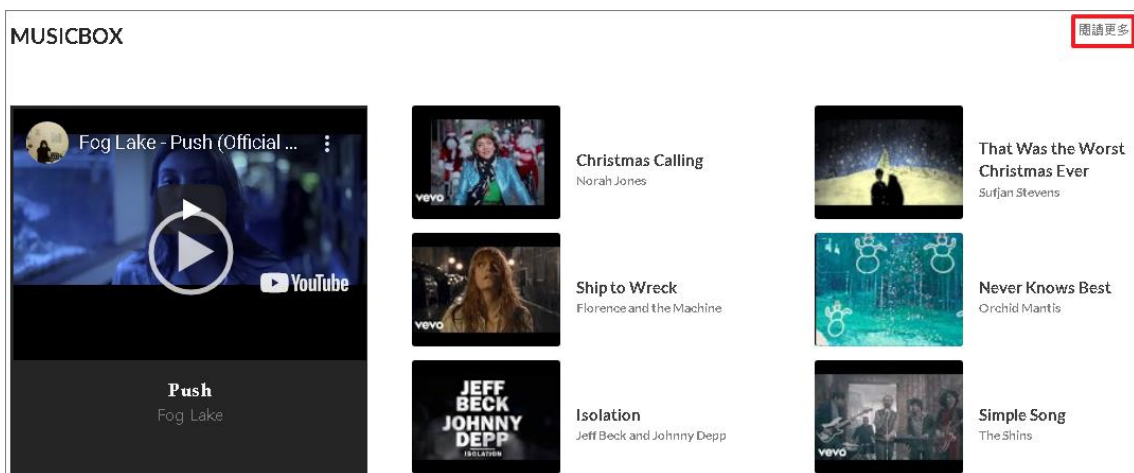 MUSICBOX
閱讀更多
Fog Lake - Push (Official ...
YouTube
Push
Fog Lake
vevo
Christmas Calling
Norah Jones
vevo
Ship to Wreck
Florence and the Machine
JEFF
BECK
JOHNNY
DEPP
ISOLATION
Isolation
Jeff Beck and Johnny Depp
That Was the Worst
Christmas Ever
Sufjan Stevens
Never Knows Best
Orchid Mantis
vevo
Simple Song
The Shins